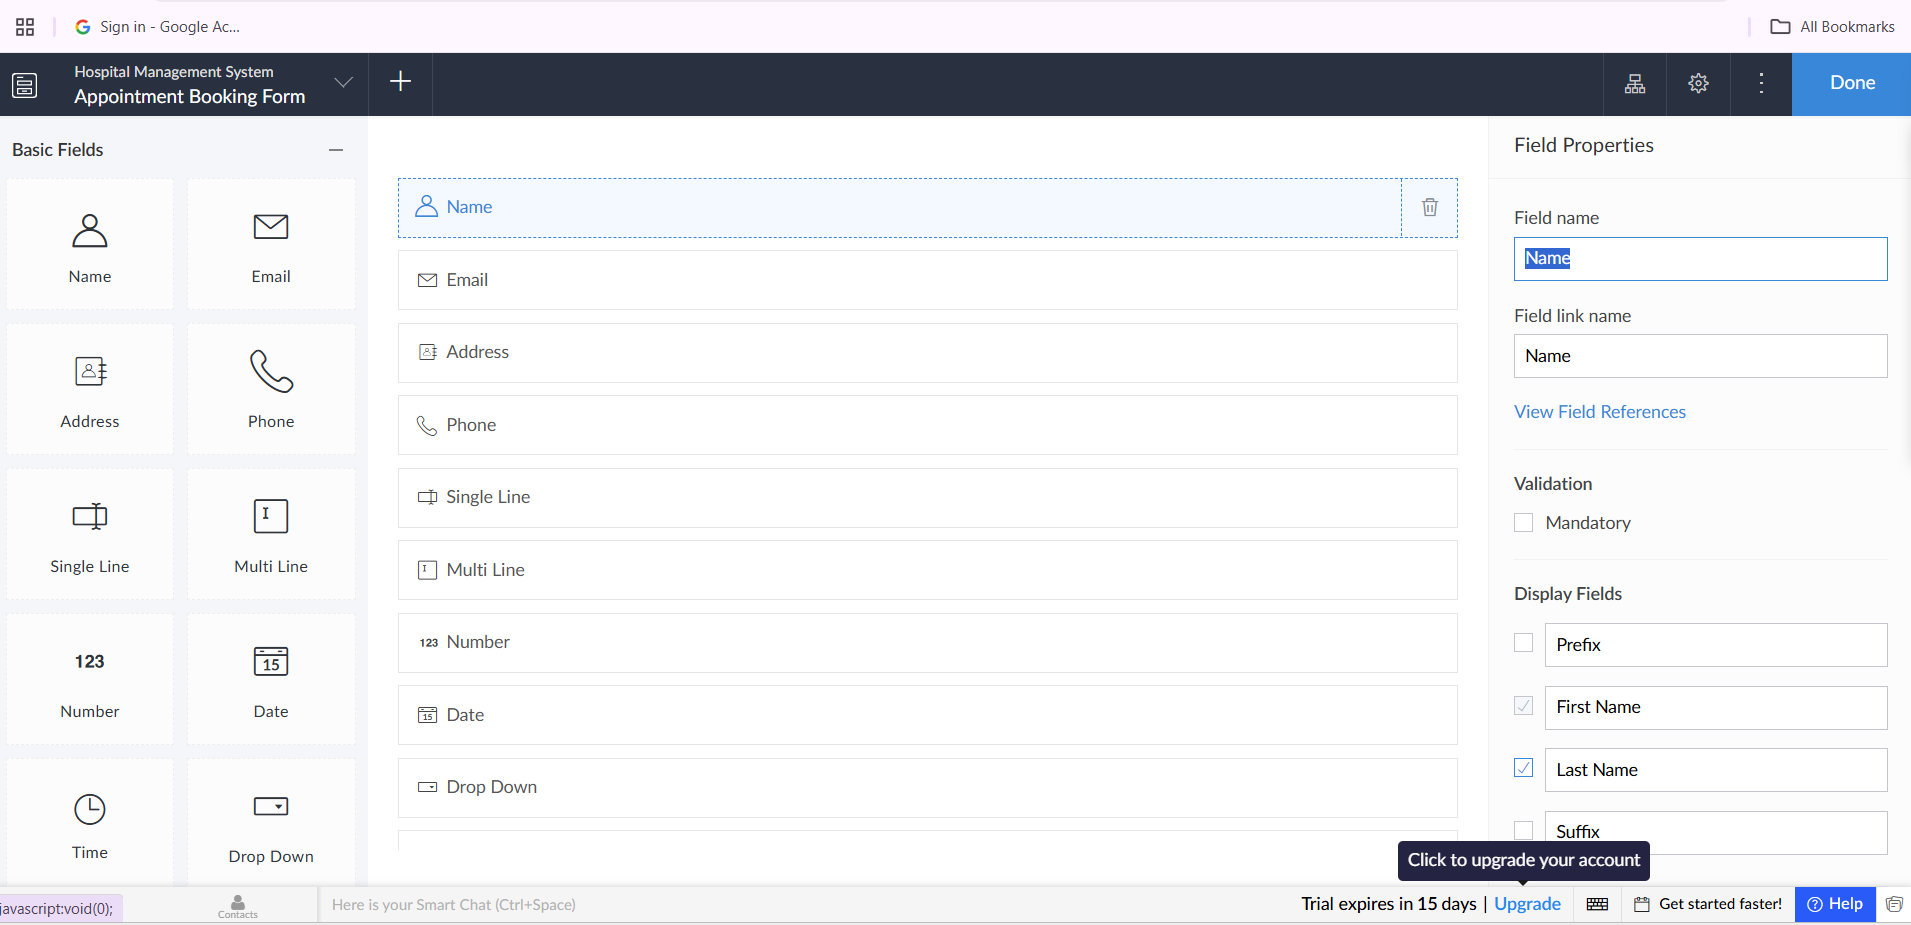 Sign in - Google Ac...
All Bookmarks
Hospital Management System
Appointment Booking Form
Done
Basic Fields
Name
Email
Address
Phone
Single Line
Multi Line
123
Number
15
Date
Time
Drop Down
Name
Email
Address
Phone
Single Line
Multi Line
123 Number
15 Date
Drop Down
Field Properties
Field name
Name
Field link name
Name
View Field References
Validation
Mandatory
Display Fields
Prefix
First Name
Last Name
Suffix
Click to upgrade your account
javascript:void(0);
Contacts
Here is your Smart Chat (Ctrl+Space)
Trial expires in 15 days | Upgrade
Get started faster!
Help